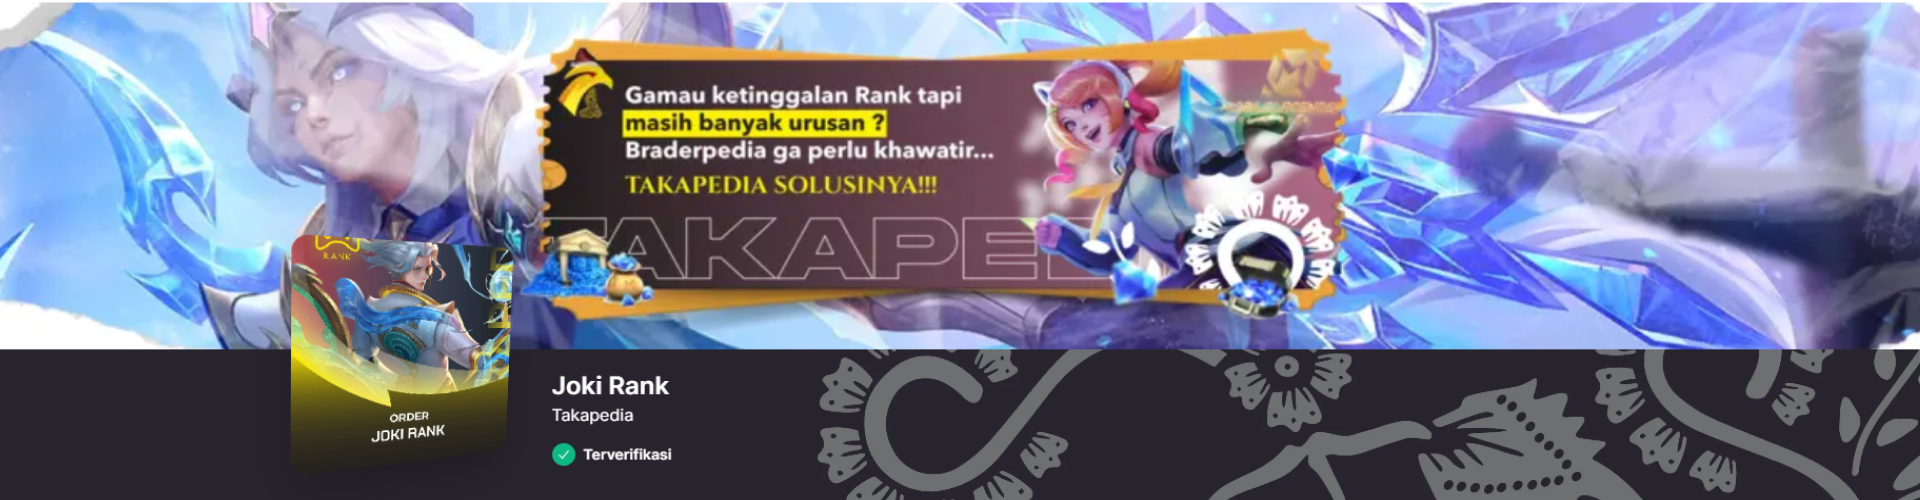 Gamau ketinggalan Rank tapi
masih banyak urusan ?
Braderpedia ga perlu khawatir...
TAKAPEDIA SOLUSINYA!!!
TAKAPED
RANK
ORDER
JOKI RANK
Joki Rank
Takapedia
Terverifikasi